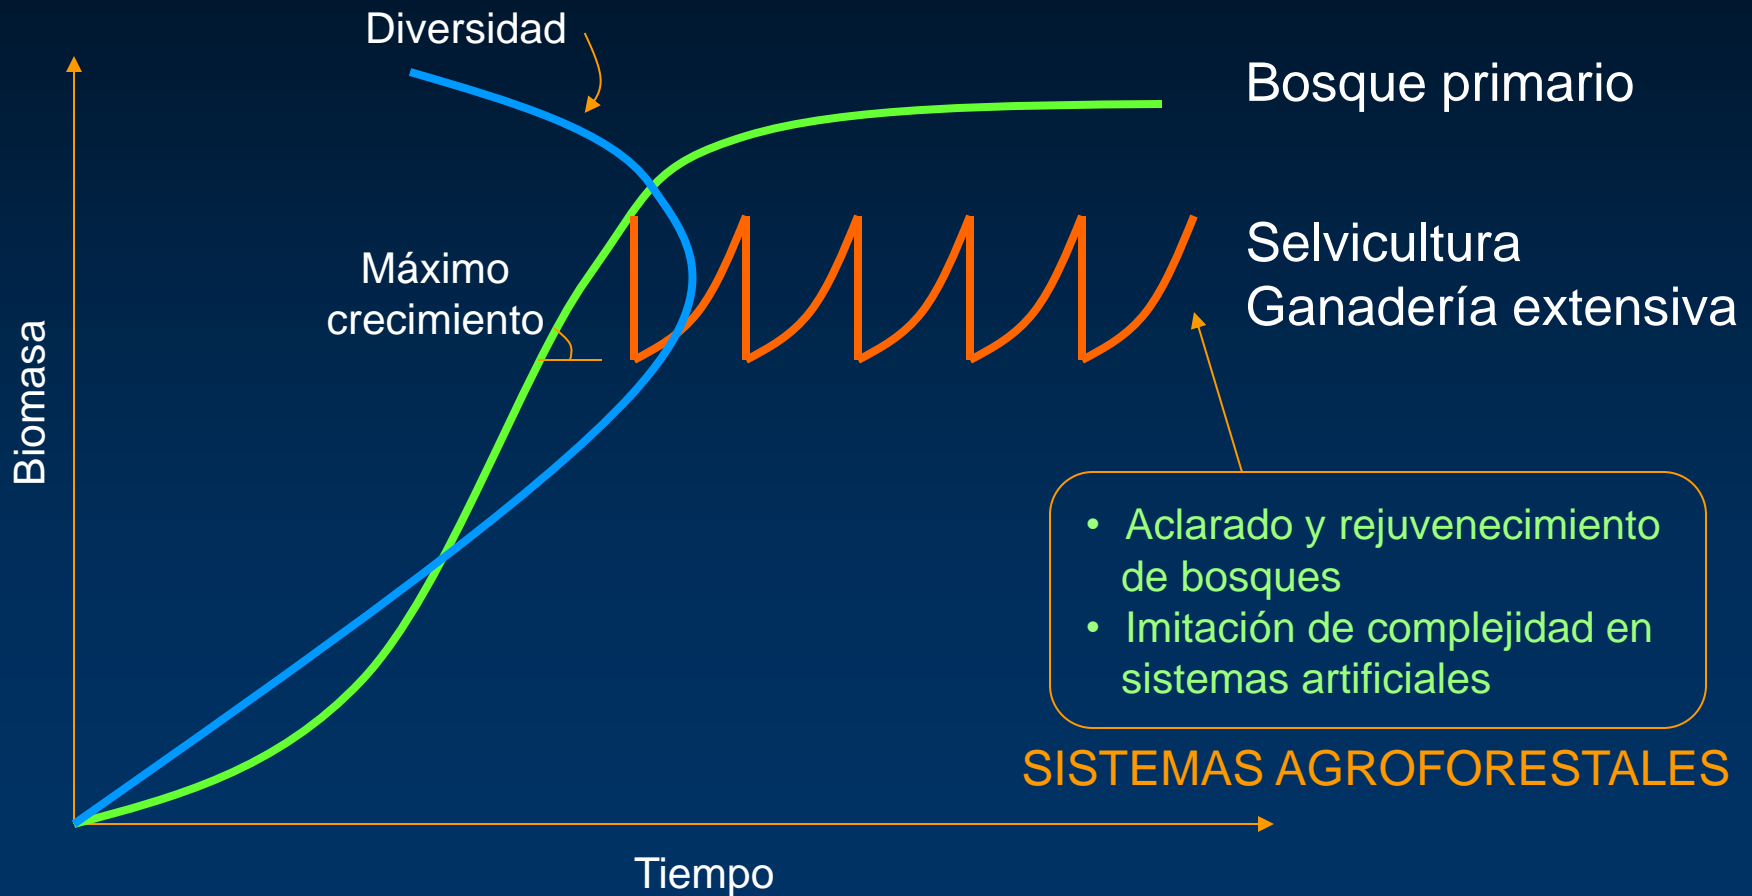 Diversidad
Bosque primario
Selvicultura
Ganadería extensiva
Máximo
crecimiento
Biomasa
• Aclarado y rejuvenecimiento
de bosques
• Imitación de complejidad en
sistemas artificiales
SISTEMAS AGROFORESTALES
Tiempo